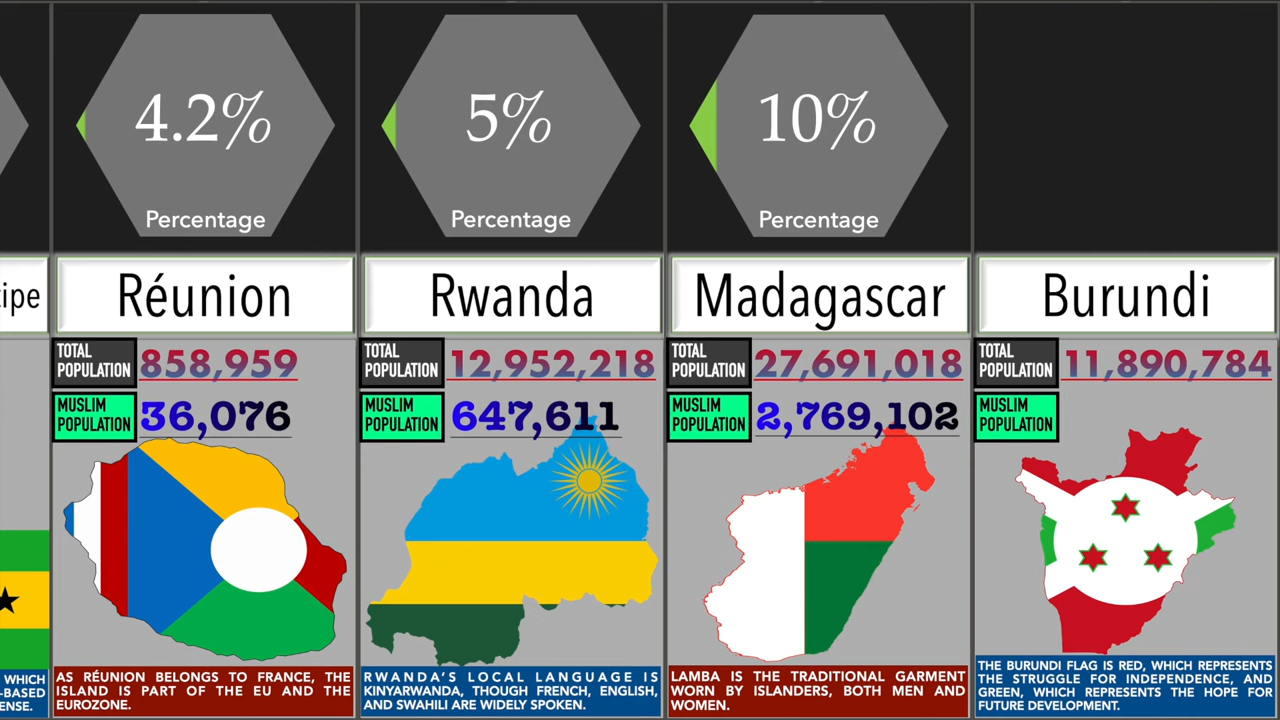 4.2%
Percentage
5%
Percentage
10%
Percentage
ipe
Réunion
Rwanda
Madagascar
Burundi
TOTAL
POPULATION
858,959
MUSLIM
POPULATION
36,076
TOTAL
POPULATION
12,952,218
MUSLIM
POPULATION
647,611
TOTAL
POPULATION
27,691,018
MUSLIM
POPULATION
2,769,102
TOTAL
POPULATION
11,890,784
MUSLIM
POPULATION
WHICH
-BASED
ENSE.
AS RÉUNION BELONGS TO FRANCE, THE
ISLAND IS PART OF THE EU AND THE
EUROZONE.
RWANDA'S LOCAL LANGUAGE IS
KINYARWANDA, THOUGH FRENCH, ENGLISH,
AND SWAHILI ARE WIDELY SPOKEN.
LAMBA IS THE TRADITIONAL GARMENT
WORN BY ISLANDERS, BOTH MEN AND
WOMEN.
THE BURUNDI FLAG IS RED, WHICH REPRESENTS
THE STRUGGLE FOR INDEPENDENCE, AND
GREEN, WHICH REPRESENTS THE HOPE FOR
FUTURE DEVELOPMENT.